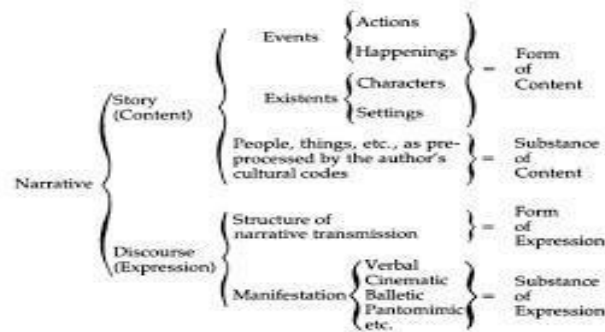 Events
Actions
Happenings
Existents
Characters
Settings
= Form
of
Content
Story
(Content)
People, things, etc., as pre-
processed by the author's
cultural codes
= Substance
of
Content
Narrative
Discourse
(Expression)
Structure of
narrative transmission
= Form
of
Expression
Manifestation
Verbal
Cinematic
Balletic
Pantomimic
etc.
= Substance
of
Expression